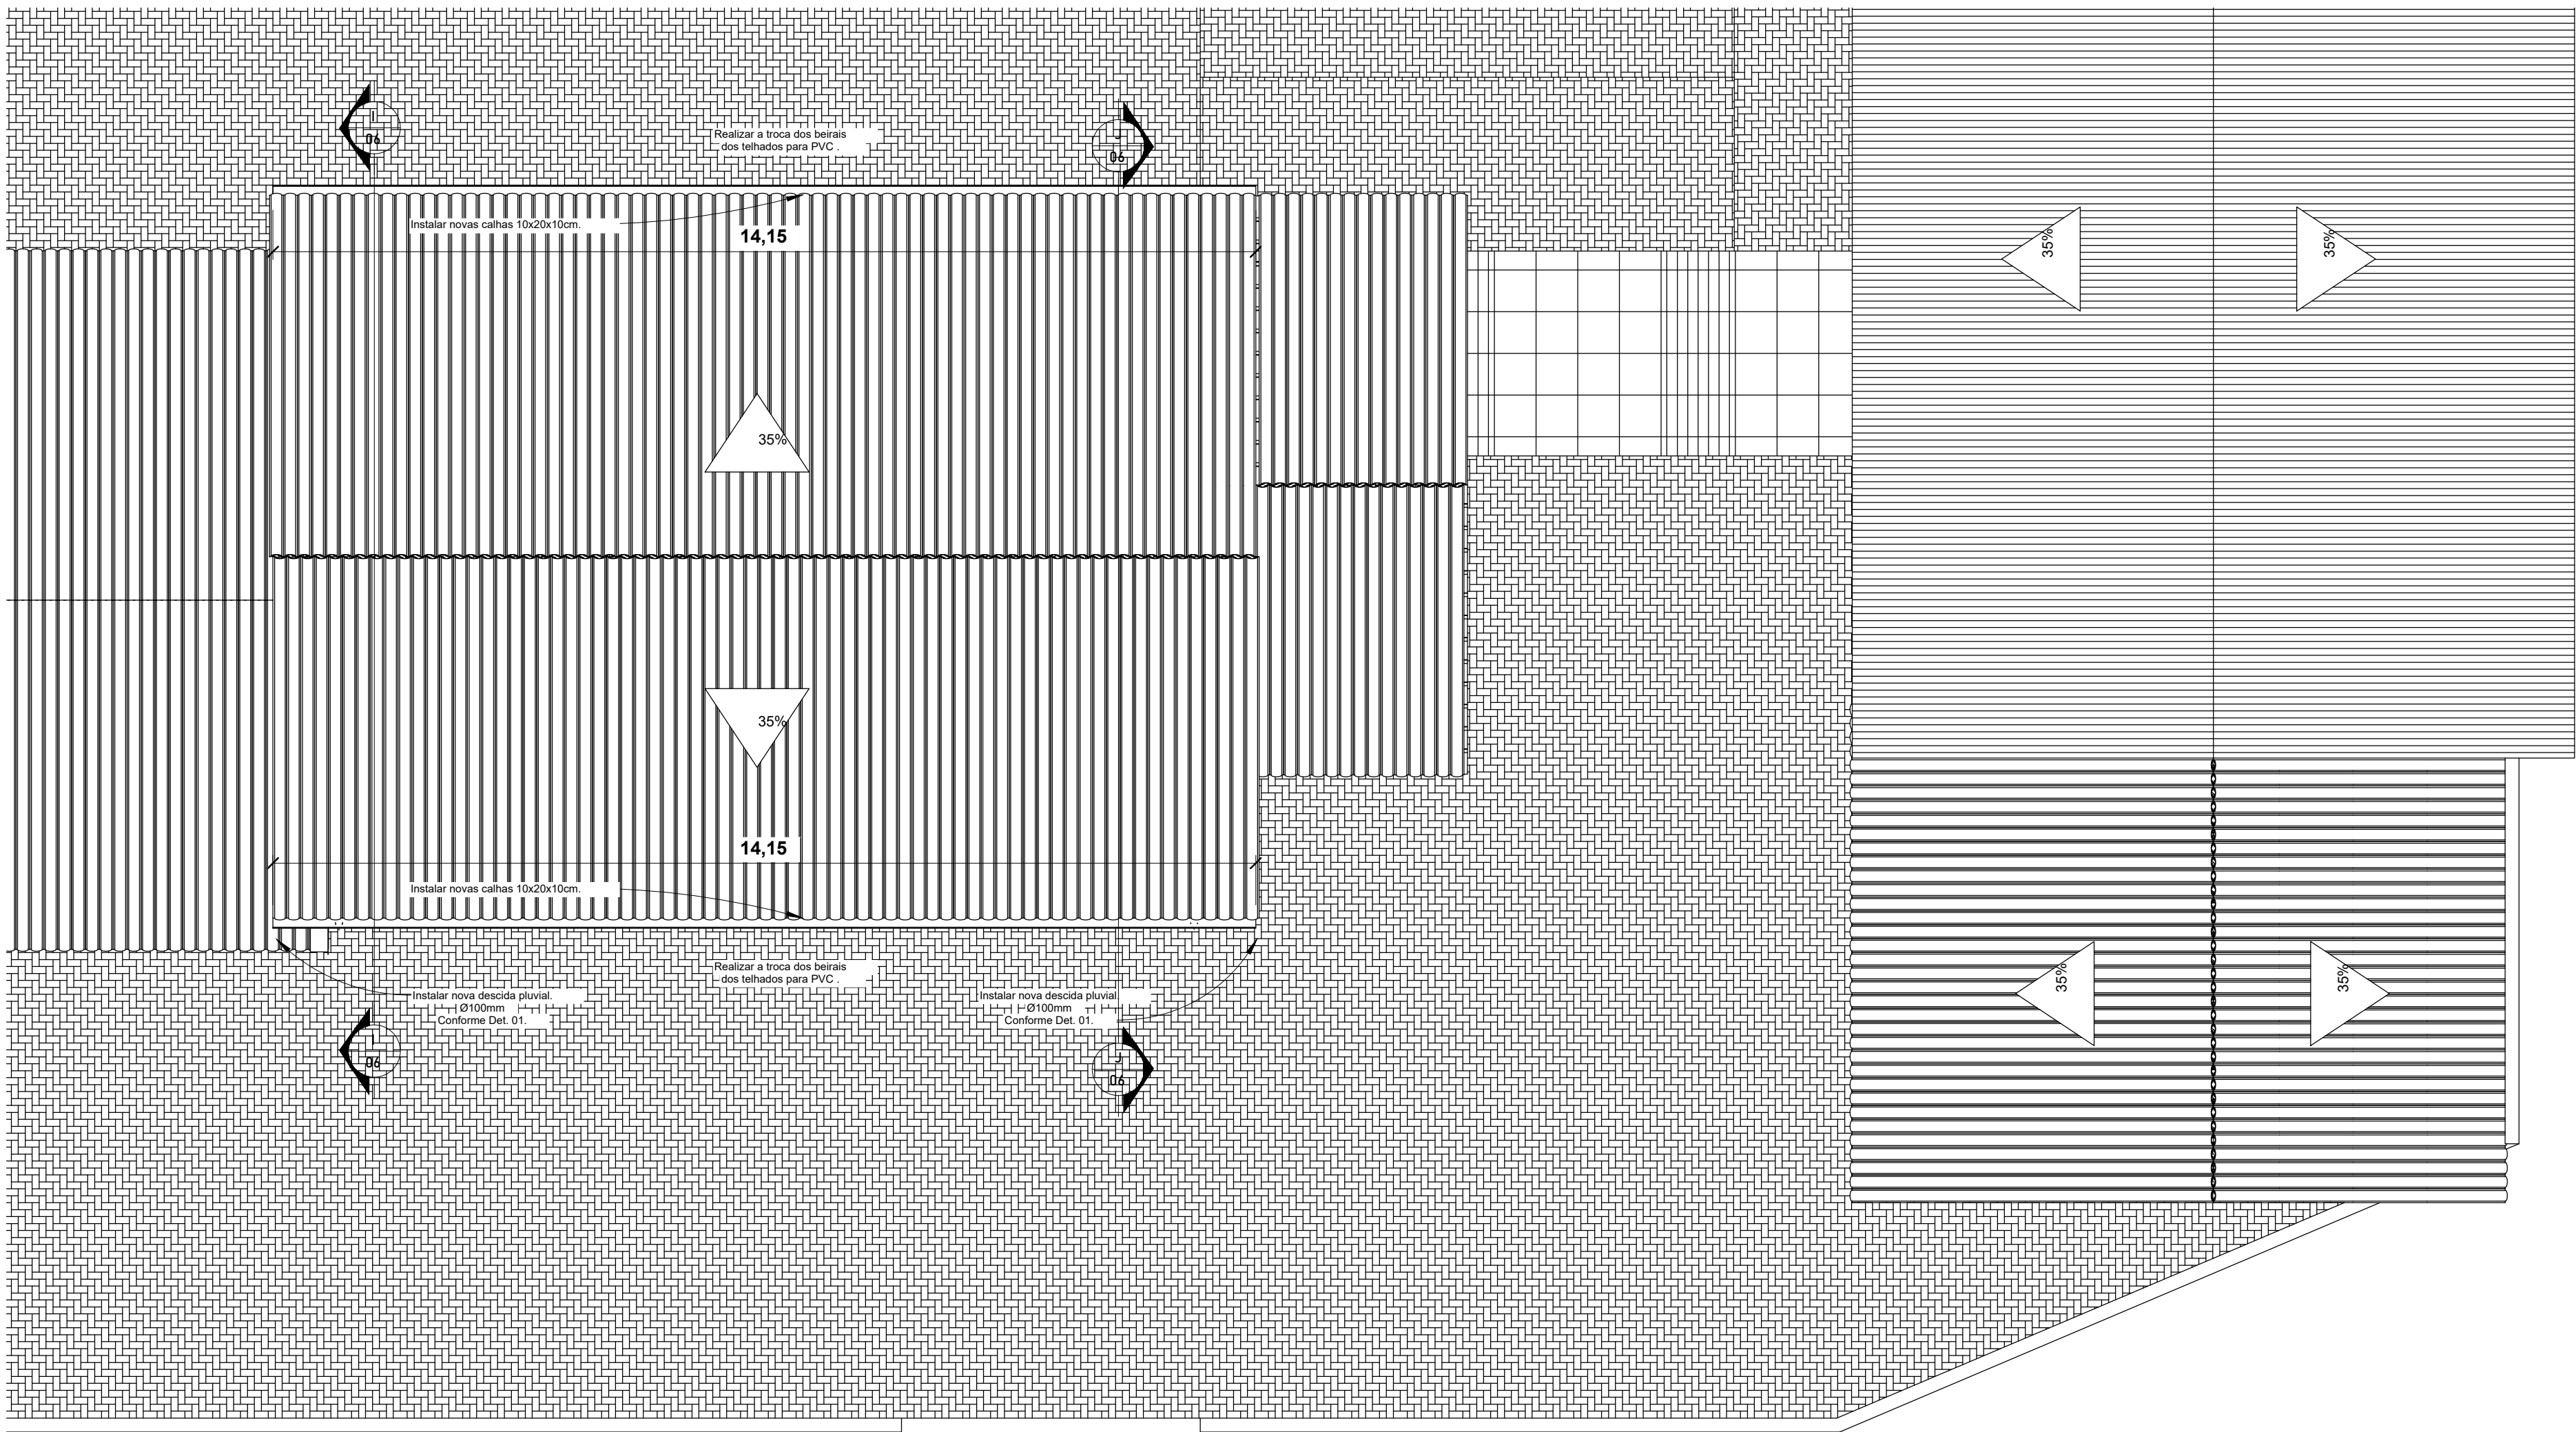 I
06
Realizar a troca dos beirais
dos telhados para PVC .
J
06
Instalar novas calhas 10x20x10cm.
14,15
35%
35%
35%
35%
14,15
Instalar novas calhas 10x20x10cm.
Realizar a troca dos beirais
dos telhados para PVC .
35%
35%
Instalar nova descida pluvial.
Ø100mm
Conforme Det. 01.
Instalar nova descida pluvial.
Ø100mm
Conforme Det. 01.
I
06
J
06